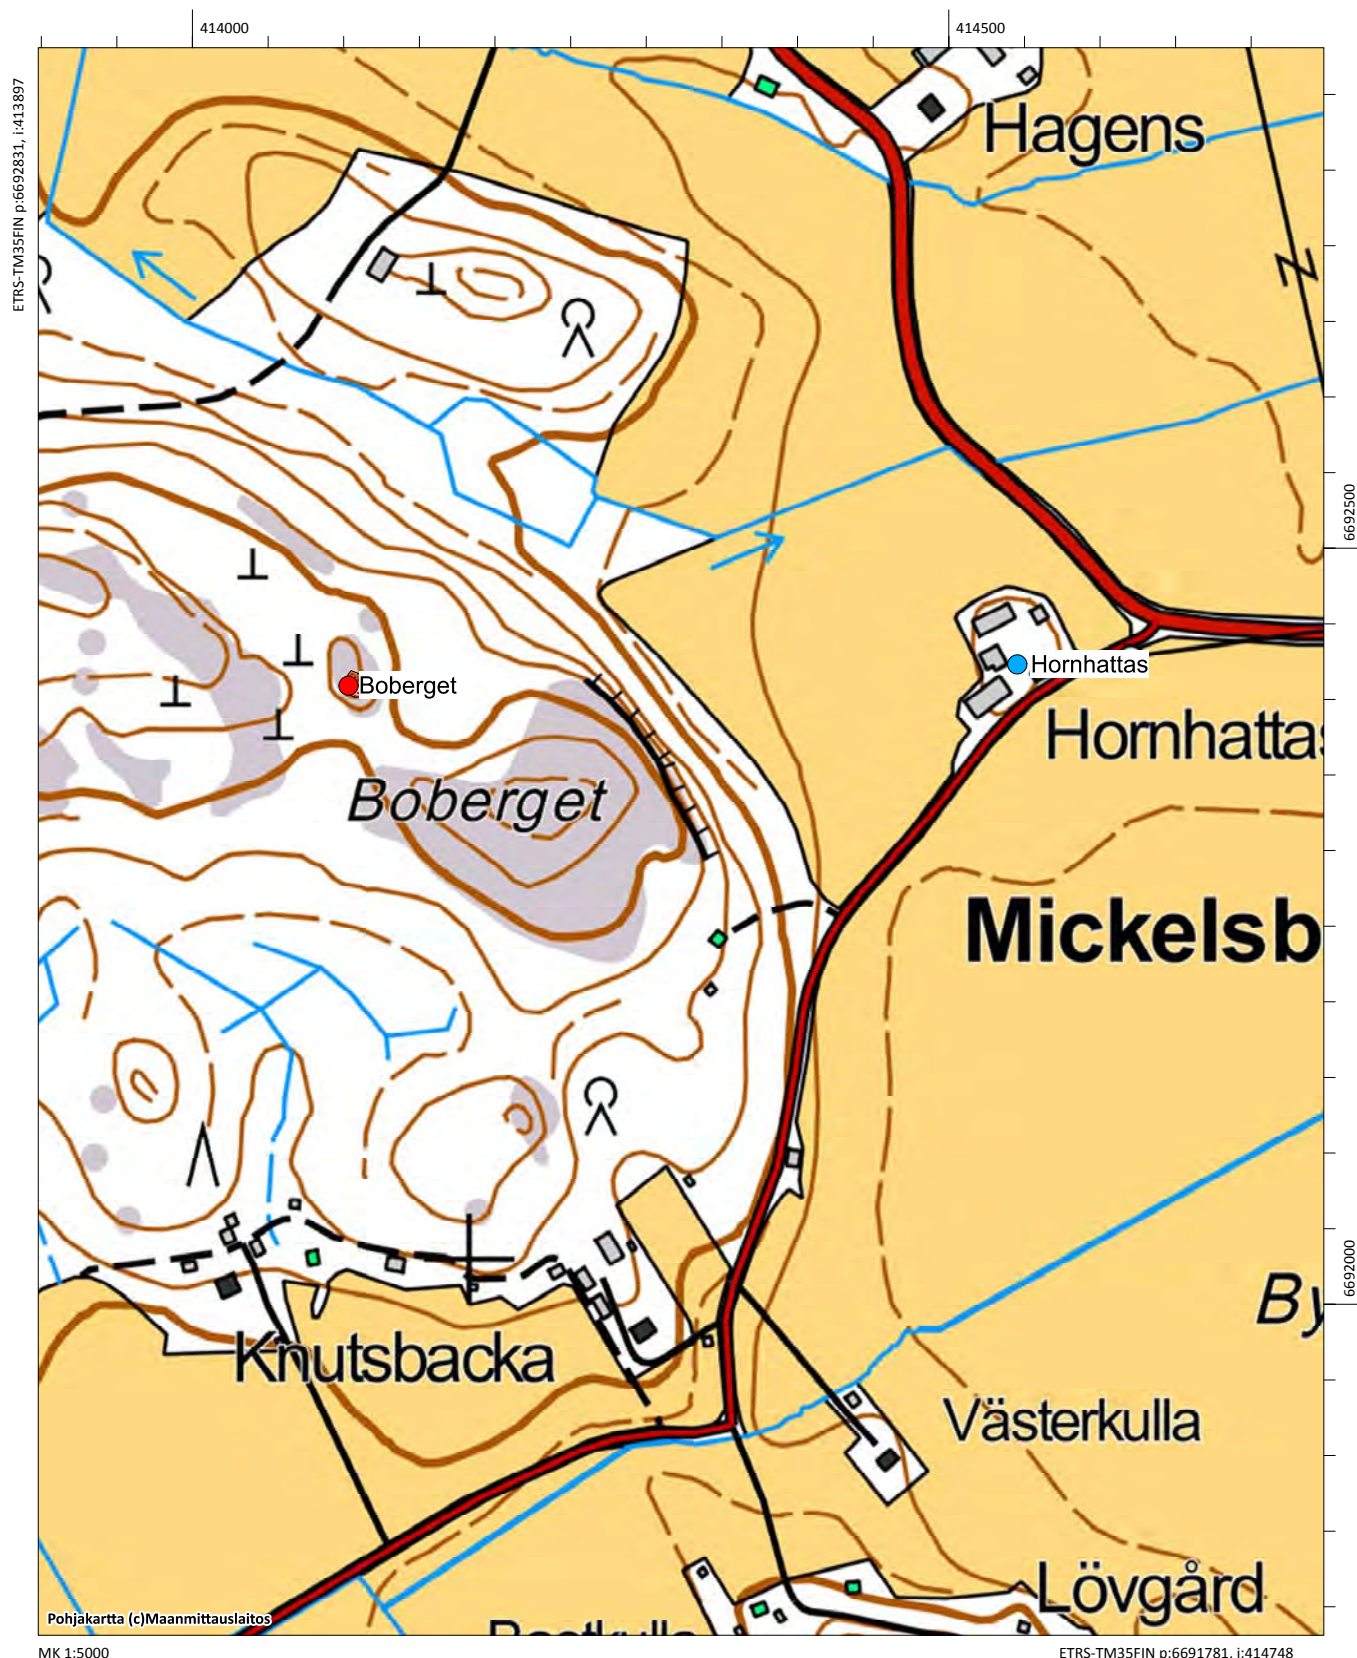 414000
414500
ETRS-TM35FIN p:6692831, i:413897
Hagens
6692500
Boberget
Hornhattas
Hornhattas
Boberget
Mickelsb
6692000
By
Knutsbacka
Västerkulla
Lövgård
Pohjakartta (c)Maanmittauslaitos
MK 1:5000
ETRS-TM35FIN p:6691781, i:414748